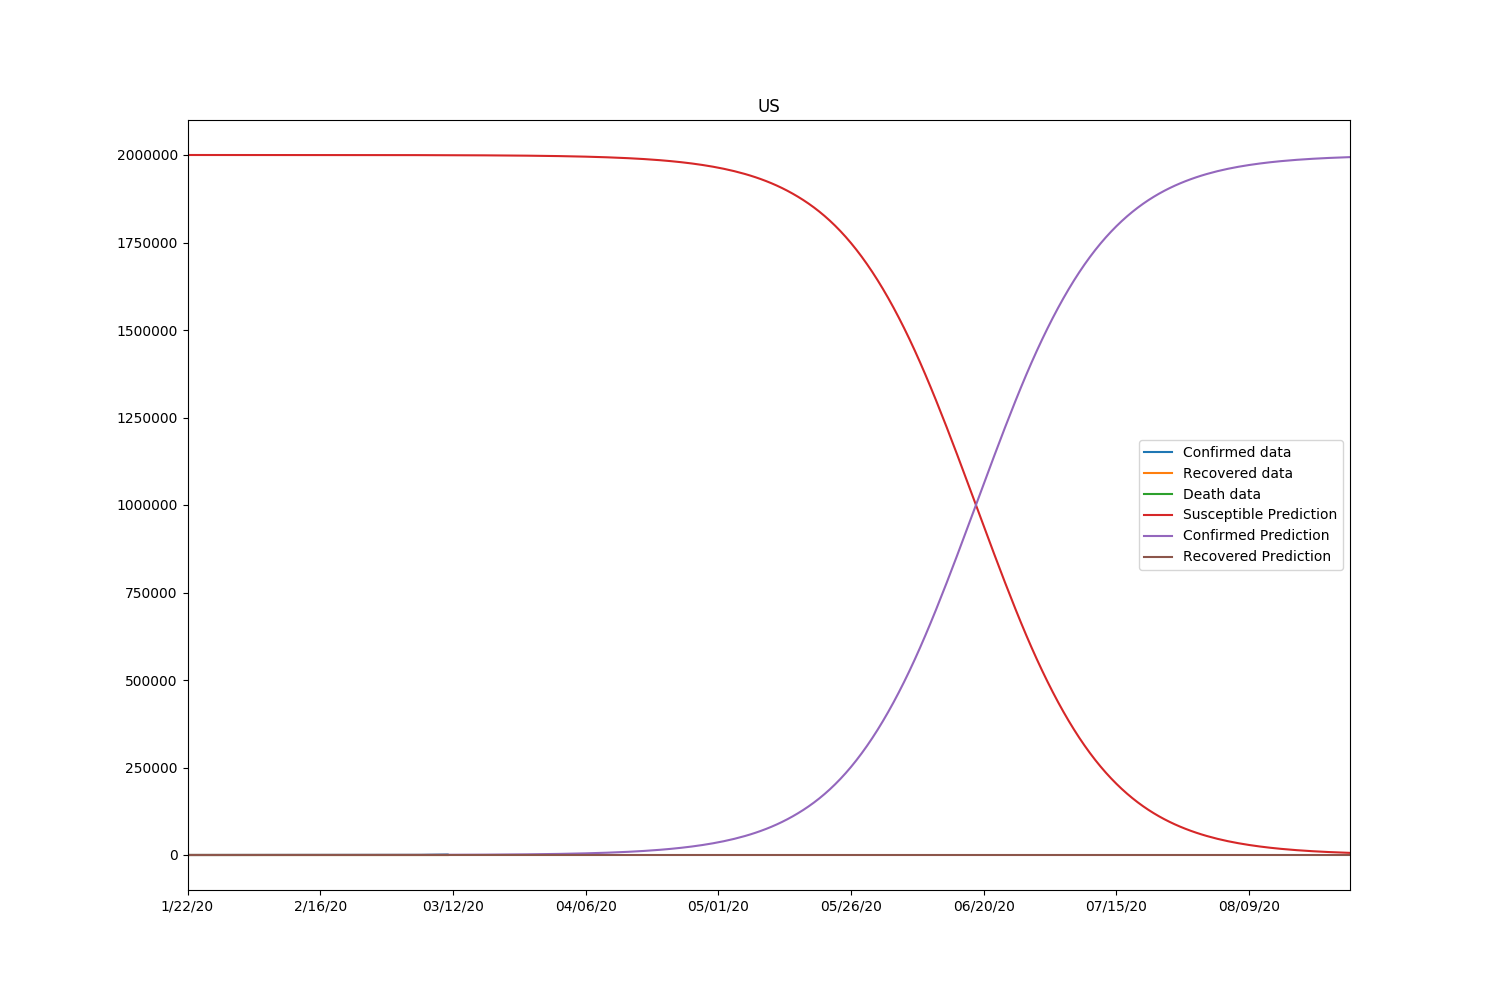 US
2000000
1750000
1500000
1250000
1000000
750000
500000
250000
0
Confirmed data
Recovered data
Death data
Susceptible Prediction
Confirmed Prediction
Recovered Prediction
1/22/20 2/16/20 03/12/20 04/06/20 05/01/20 05/26/20 06/20/20 07/15/20 08/09/20